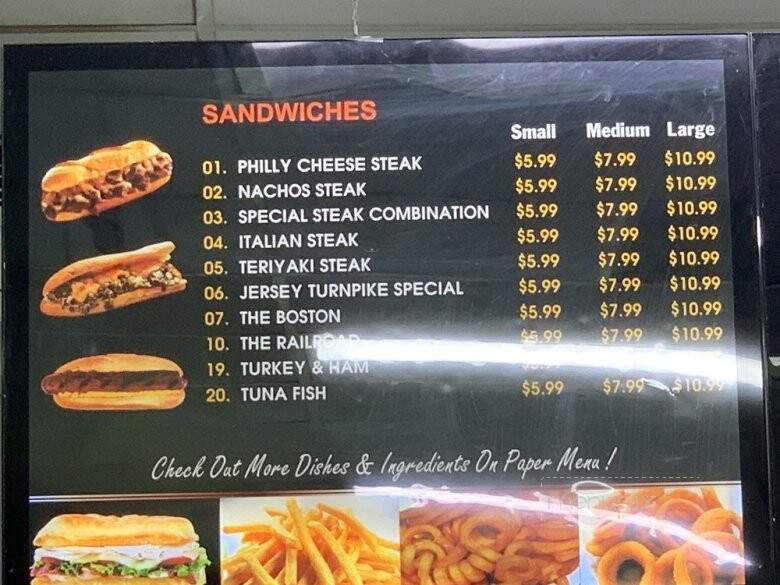 SANDWICHES
Small Medium Large
01. PHILLY CHEESE STEAK $5.99 $7.99 $10.99
02. NACHOS STEAK $5.99 $7.99 $10.99
03. SPECIAL STEAK COMBINATION $5.99 $7.99 $10.99
04. ITALIAN STEAK $5.99 $7.99 $10.99
05. TERIYAKI STEAK $5.99 $7.99 $10.99
06. JERSEY TURNPIKE SPECIAL $5.99 $7.99 $10.99
07. THE BOSTON $5.99 $7.99 $10.99
10. THE RAILROAD $5.99 $7.99 $10.99
19. TURKEY & HAM
20. TUNA FISH $5.99 $7.99 $10.99
Check Out More Dishes & Ingredients On Paper Menu !